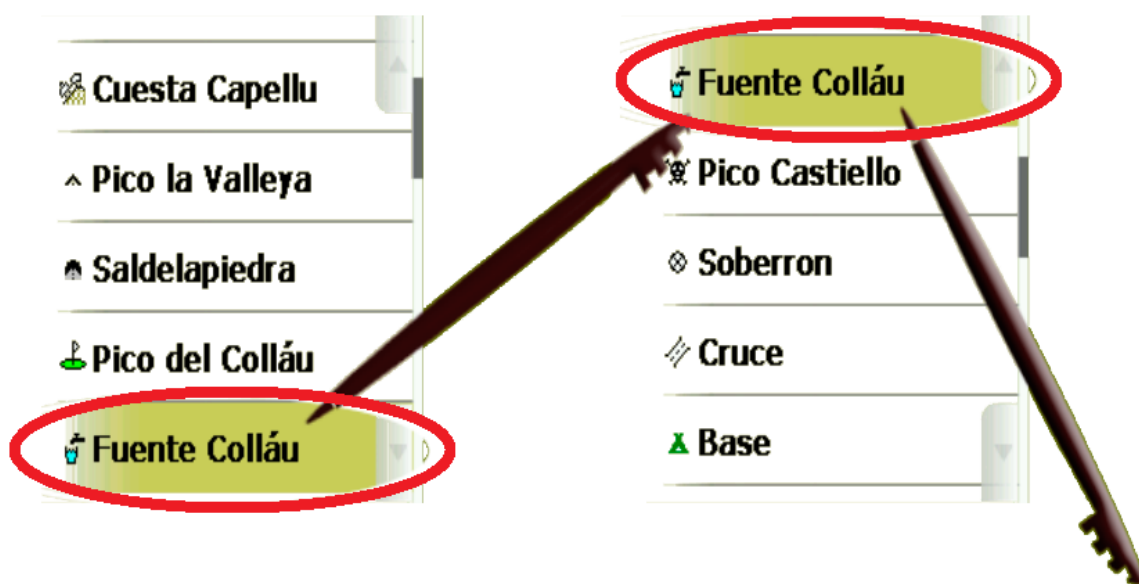 Cuesta Capellu
Pico la Valleya
Saldelapiedra
Pico del Colláu
Fuente Colláu
Fuente Colláu
Pico Castiello
Soberron
Cruce
Base